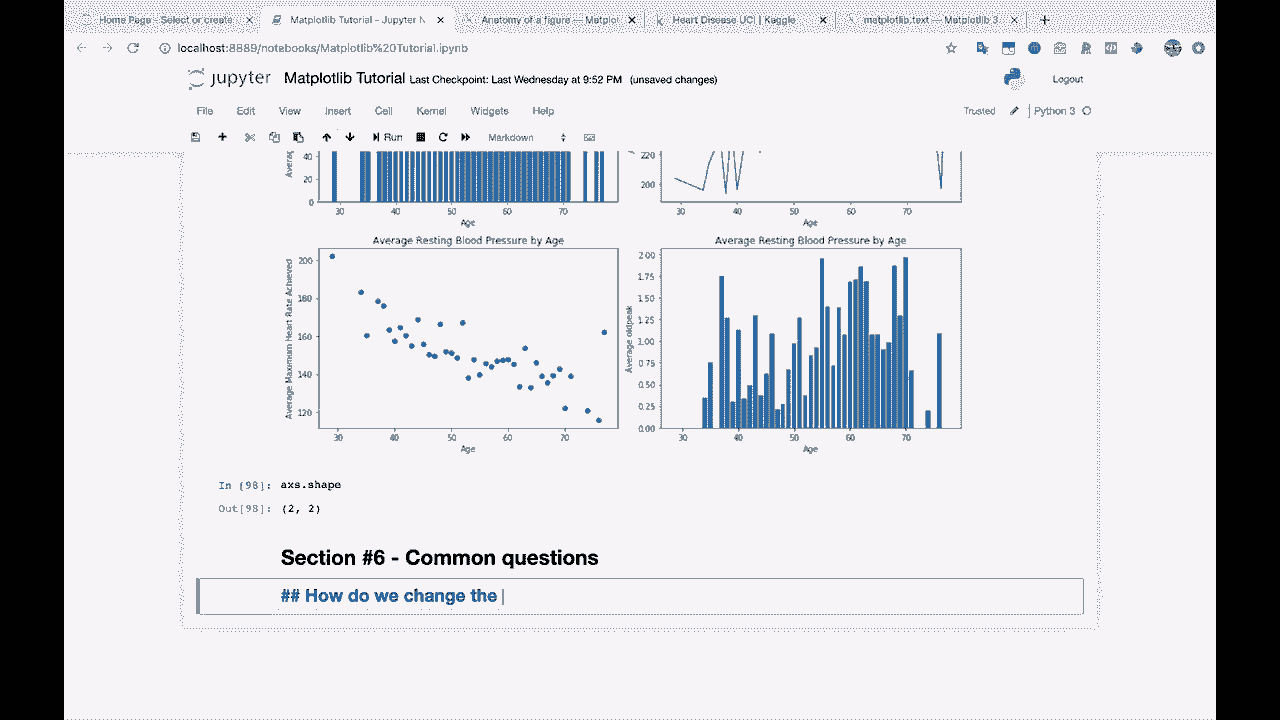 Home Page - Select or create
Matplotlib Tutorial - Jupyter N
Anatomy of a figure — Matplo
Heart Disease UCI | Kaggle
matplotlib.text — Matplotlib 3
localhost:8889/notebooks/Matplotlib%20Tutorial.ipynb
jupyter Matplotlib Tutorial Last Checkpoint: Last Wednesday at 9:52 PM (unsaved changes)
Logout
File Edit View Insert Cell Kernel Widgets Help
Trusted
Python 3
Run
Markdown
Averag
40
20
0
30 40 50 60 70
Age
220
200
30 40 50 60 70
Age
Average Resting Blood Pressure by Age
Average Maximum Heart Rate Achieved
200
180
160
140
120
30 40 50 60 70
Age
Average Resting Blood Pressure by Age
Average oldpeak
2.00
1.75
1.50
1.25
1.00
0.75
0.50
0.25
0.00
30 40 50 60 70
Age
In [98]: axs.shape
Out[98]: (2, 2)
Section #6 - Common questions
## How do we change the